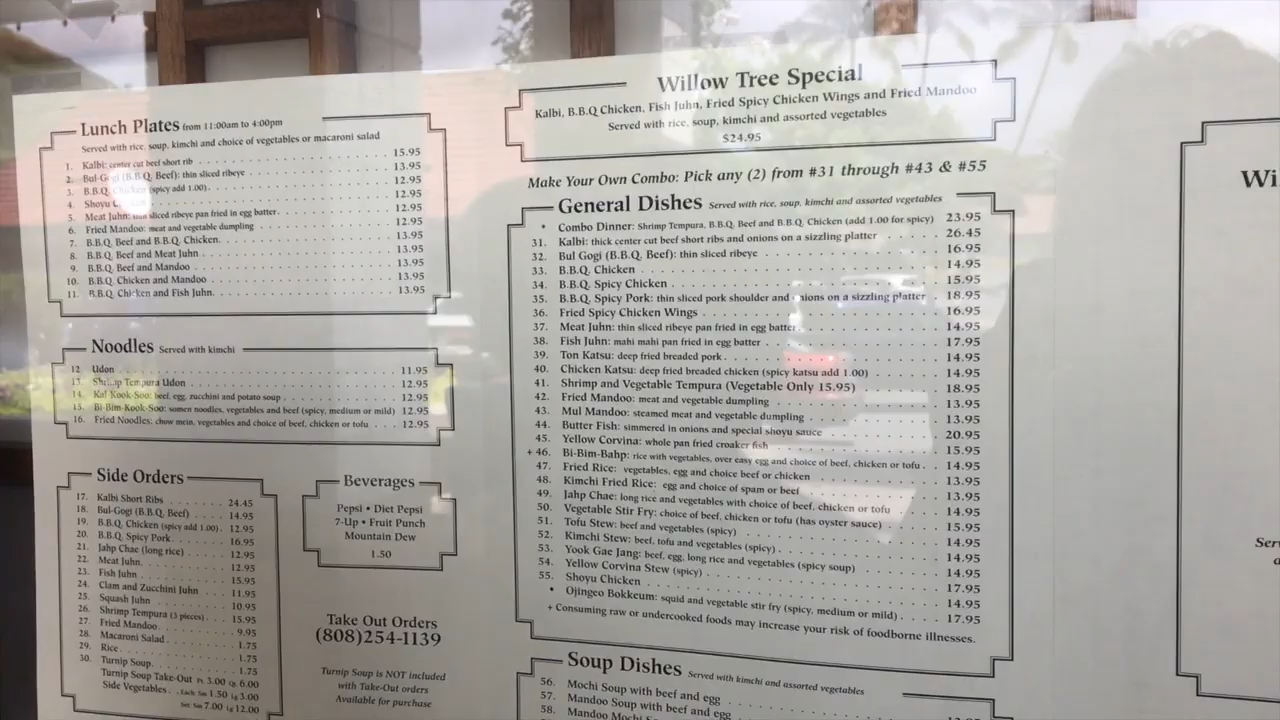 Lunch Plates from 11:00am to 4:00pm
Served with rice, soup, kimchi and choice of vegetables or macaroni salad
1. Kalbi: center cut beef short rib 15.95
2. Bul-Gogi (B.B.Q. Beef): thin sliced ribeye 13.95
3. B.B.Q. Chicken (spicy add 1.00). 12.95
4. Shoyu 12.95
5. Meat Juhn: thin sliced ribeye pan fried in egg batter. 12.95
6. Fried Mandoo: meat and vegetable dumpling 12.95
7. B.B.Q. Beef and B.B.Q. Chicken. 13.95
8. B.B.Q. Beef and Meat Juhn 13.95
9. B.B.Q. Beef and Mandoo 13.95
10. B.B.Q. Chicken and Mandoo 13.95
11. B.B.Q. Chicken and Fish Juhn. 13.95
Noodles Served with kimchi
12 Udon 11.95
13. Shrimp Tempura Udon 12.95
14. Kal Kook-Soo: beef, egg, zucchini and potato soup 12.95
15. Bi-Bim-Kook-Soo: somen noodles, vegetables and beef (spicy, medium or mild) 12.95
16. Fried Noodles: chow mein, vegetables and choice of beef, chicken or tofu 12.95
Side Orders
17. Kalbi Short Ribs 24.45
18. Bul-Gogi (B.B.Q. Beef) 14.95
19. B.B.Q. Chicken (spicy add 1.00) 12.95
20. B.B.Q. Spicy Pork 16.95
21. Jahp Chae (long rice) 12.95
22. Meat Juhn 12.95
23. Fish Juhn 15.95
24. Clam and Zucchini Juhn 11.95
25. Squash Juhn 10.95
26. Shrimp Tempura (3 pieces) 15.95
27. Fried Mandoo 9.95
28. Macaroni Salad 1.75
29. Rice 1.75
30. Turnip Soup 1.75
Turnip Soup Take-Out Pt 3.00 Qt 6.00
Side Vegetables Each: Sm 1.50 lg 3.00
Set: Sm 7.00 lg 12.00
Beverages
Pepsi • Diet Pepsi
7-Up • Fruit Punch
Mountain Dew
1.50
Take Out Orders
(808)254-1139
Turnip Soup is NOT included
with Take-Out orders
Available for purchase
Willow Tree Special
Kalbi, B.B.Q Chicken, Fish Juhn, Fried Spicy Chicken Wings and Fried Mandoo
Served with rice, soup, kimchi and assorted vegetables
$24.95
Make Your Own Combo: Pick any (2) from #31 through #43 & #55
General Dishes Served with rice, soup, kimchi and assorted vegetables
• Combo Dinner: Shrimp Tempura, B.B.Q. Beef and B.B.Q. Chicken (add 1.00 for spicy) 23.95
31. Kalbi: thick center cut beef short ribs and onions on a sizzling platter 26.45
32. Bul Gogi (B.B.Q. Beef): thin sliced ribeye 16.95
33. B.B.Q. Chicken 14.95
34. B.B.Q. Spicy Chicken 15.95
35. B.B.Q. Spicy Pork: thin sliced pork shoulder and onions on a sizzling platter 18.95
36. Fried Spicy Chicken Wings 16.95
37. Meat Juhn: thin sliced ribeye pan fried in egg batter 14.95
38. Fish Juhn: mahi mahi pan fried in egg batter 17.95
39. Ton Katsu: deep fried breaded pork 14.95
40. Chicken Katsu: deep fried breaded chicken (spicy katsu add 1.00) 14.95
41. Shrimp and Vegetable Tempura (Vegetable Only 15.95) 18.95
42. Fried Mandoo: meat and vegetable dumpling 13.95
43. Mul Mandoo: steamed meat and vegetable dumpling 13.95
44. Butter Fish: simmered in onions and special shoyu sauce 20.95
45. Yellow Corvina: whole pan fried croaker fish 15.95
+ 46. Bi-Bim-Bahp: rice with vegetables, over easy egg and choice of beef, chicken or tofu 14.95
47. Fried Rice: vegetables, egg and choice beef or chicken 13.95
48. Kimchi Fried Rice: egg and choice of spam or beef 13.95
49. Jahp Chae: long rice and vegetables with choice of beef, chicken or tofu 14.95
50. Vegetable Stir Fry: choice of beef, chicken or tofu (has oyster sauce) 15.95
51. Tofu Stew: beef and vegetables (spicy) 14.95
52. Kimchi Stew: beef, tofu and vegetables (spicy) 14.95
53. Yook Gae Jang: beef, egg, long rice and vegetables (spicy soup) 14.95
54. Yellow Corvina Stew (spicy) 17.95
55. Shoyu Chicken 14.95
• Ojingeo Bokkeum: squid and vegetable stir fry (spicy, medium or mild) 17.95
+ Consuming raw or undercooked foods may increase your risk of foodborne illnesses.
Soup Dishes Served with kimchi and assorted vegetables
56. Mochi Soup with beef and egg
57. Mandoo Soup with beef and egg
58. Mandoo Mochi
Wi
Ser